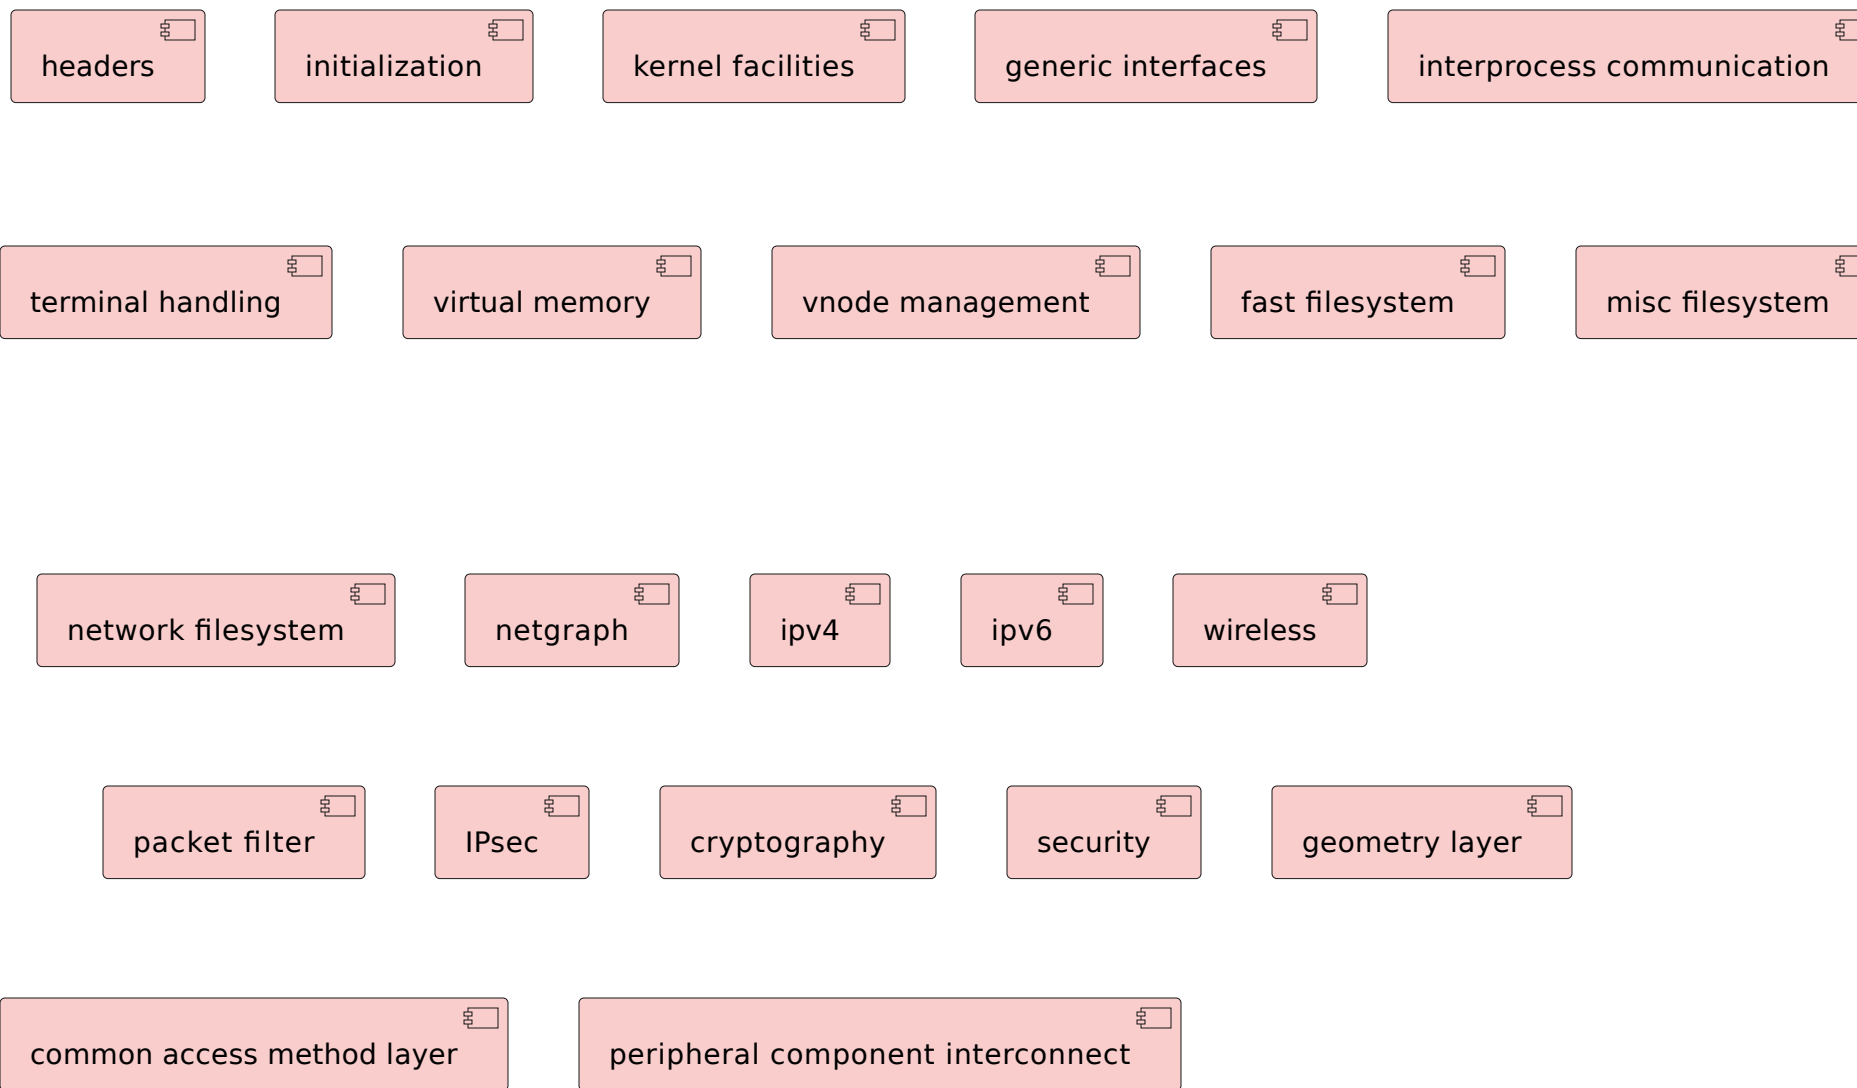 headers
initialization
kernel facilities
generic interfaces
interprocess communication
terminal handling
virtual memory
vnode management
fast filesystem
misc filesystem
network filesystem
netgraph
ipv4
ipv6
wireless
packet filter
IPsec
cryptography
security
geometry layer
common access method layer
peripheral component interconnect